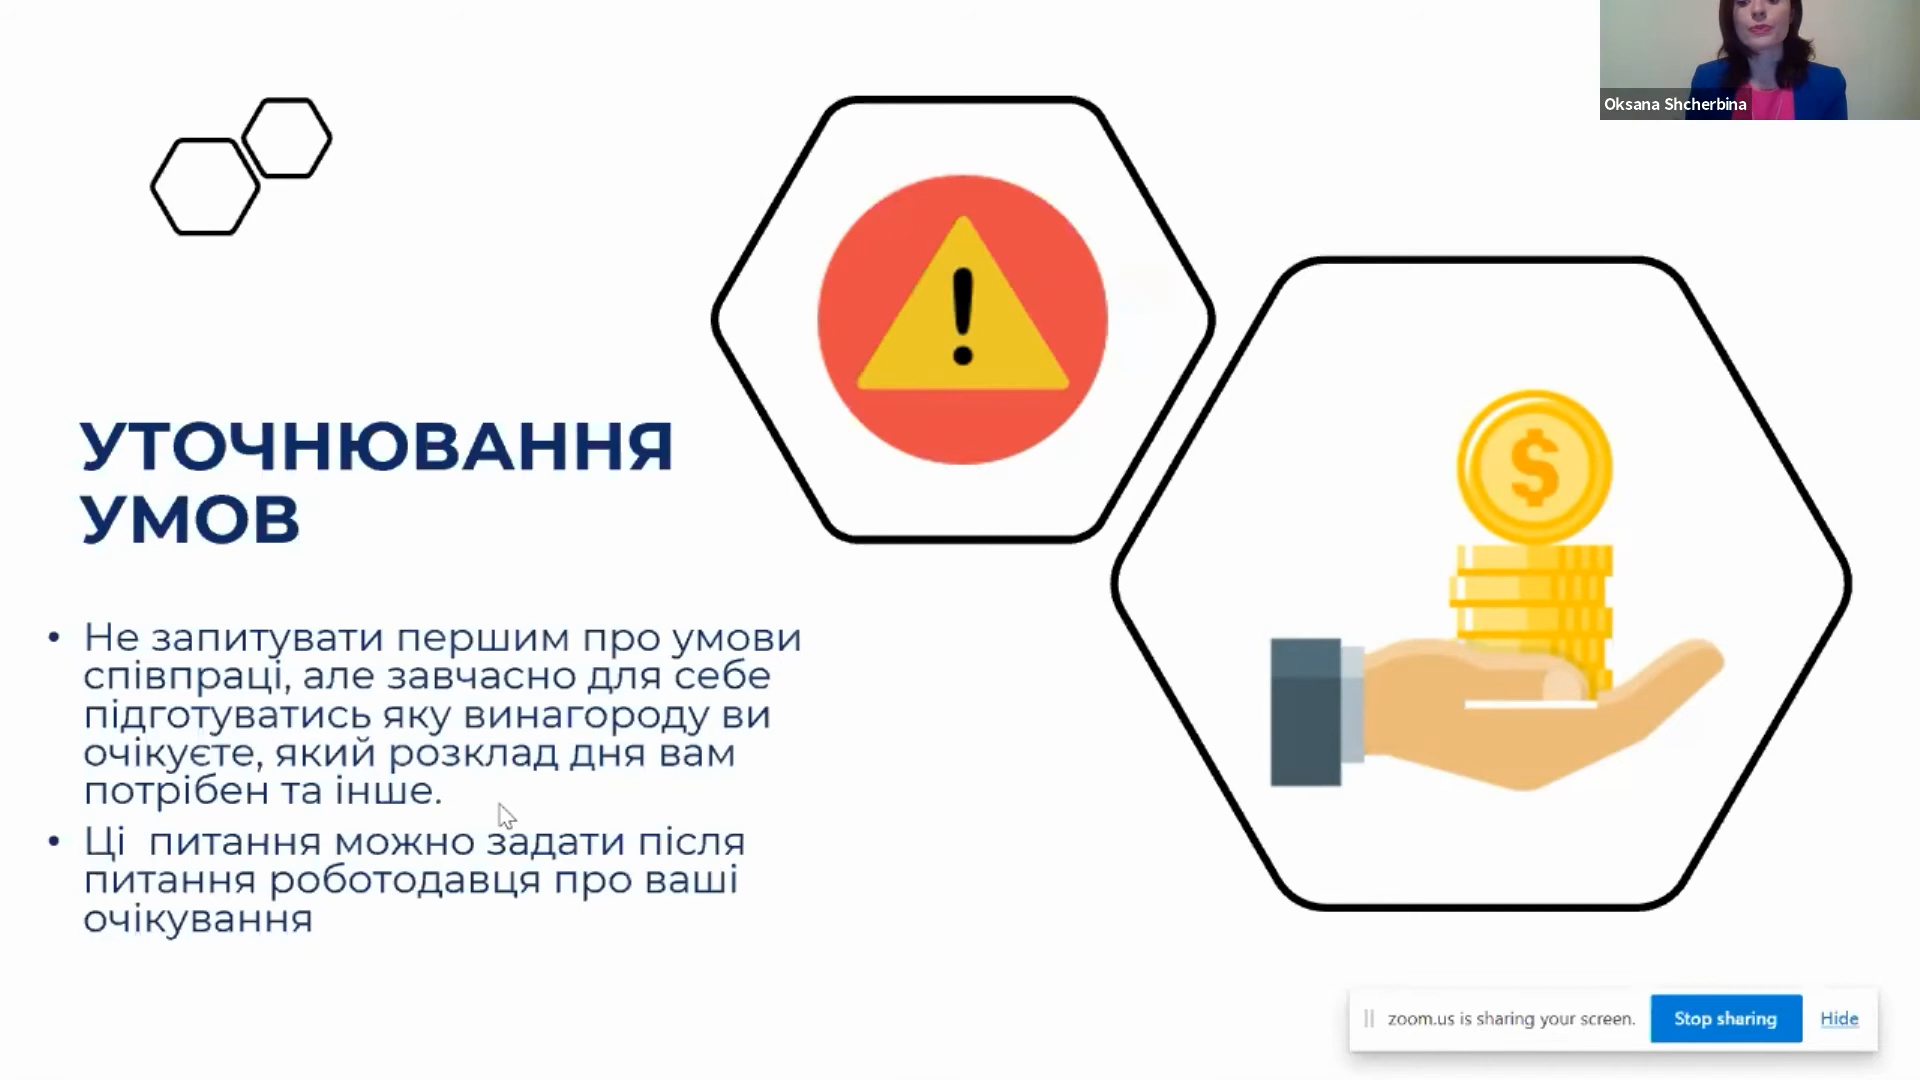 Oksana Shcherbina
УТОЧНЮВАННЯ
УМОВ
• Не запитувати першим про умови
співпраці, але завчасно для себе
підготуватись яку винагороду ви
очікуєте, який розклад дня вам
потрібен та інше.
• Ці питання можно задати після
питання роботодавця про ваші
очікування
$
zoom.us is sharing your screen.
Stop sharing
Hide